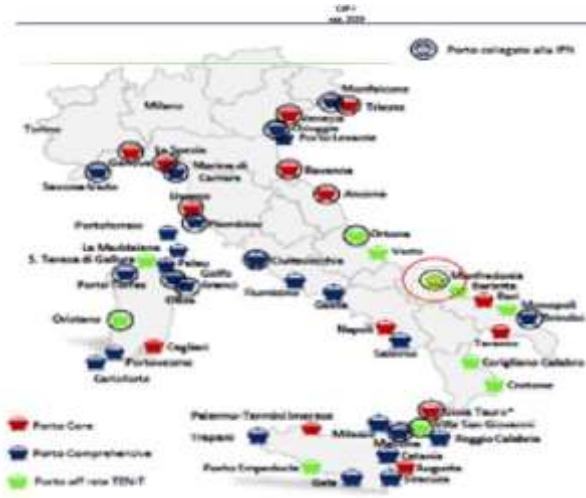 Porto collegato alla IFN
Monfalcone
Milano
Trieste
Venezia
Torino
Chioggia
Porto Levante
La Spezia
Genova
Marina di
Carrara
Ravenna
Savona-Vado
Ancona
Livorno
Piombino
Portoferraio
Ortona
La Maddalena
Vasto
S. Teresa di Gallura
Palau
Civitavecchia
Golfo
Aranci
Manfredonia
Porto Torres
Barletta
Olbia
Fiumicino
Bari
Gaeta
Monopoli
Brindisi
Oristano
Napoli
Taranto
Cagliari
Salerno
Portovesme
Corigliano Calabro
Carloforte
Crotone
Gioia Tauro*
Porto Core
Palermo-Termini Imerese
Villa San Giovanni
Trapani
Milazzo
Reggio Calabria
Messina
Porto Comprehensive
Catania
Porto Empedocle
Augusta
Porto off rete TEN-T
Gela
Siracusa